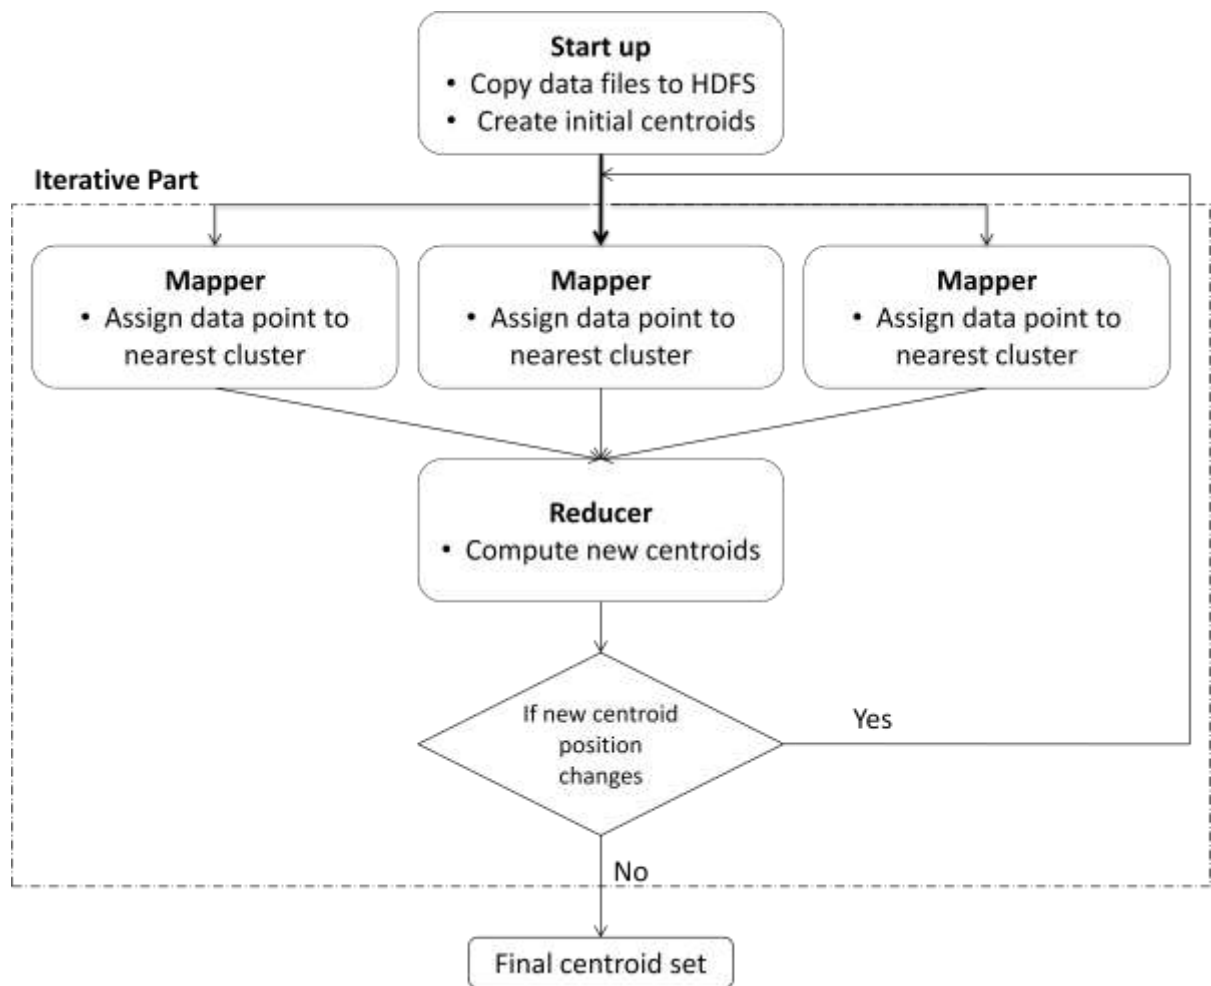 Start up
• Copy data files to HDFS
• Create initial centroids
Iterative Part
Mapper
• Assign data point to
nearest cluster
Mapper
• Assign data point to
nearest cluster
Mapper
• Assign data point to
nearest cluster
Reducer
• Compute new centroids
If new centroid
position
changes
Yes
No
Final centroid set